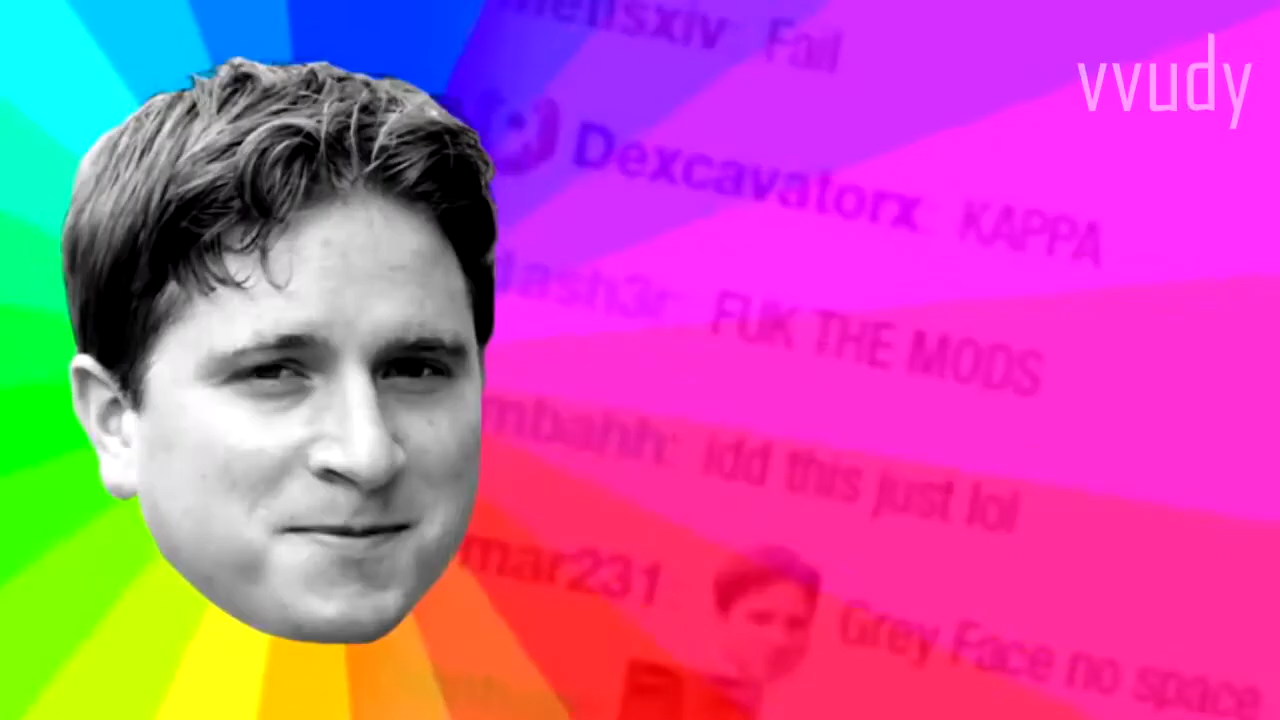 vvudy
Fail
Dexcavatorx: KAPPA
FUK THE MODS
idd this just lol
mar231: Grey Face no space